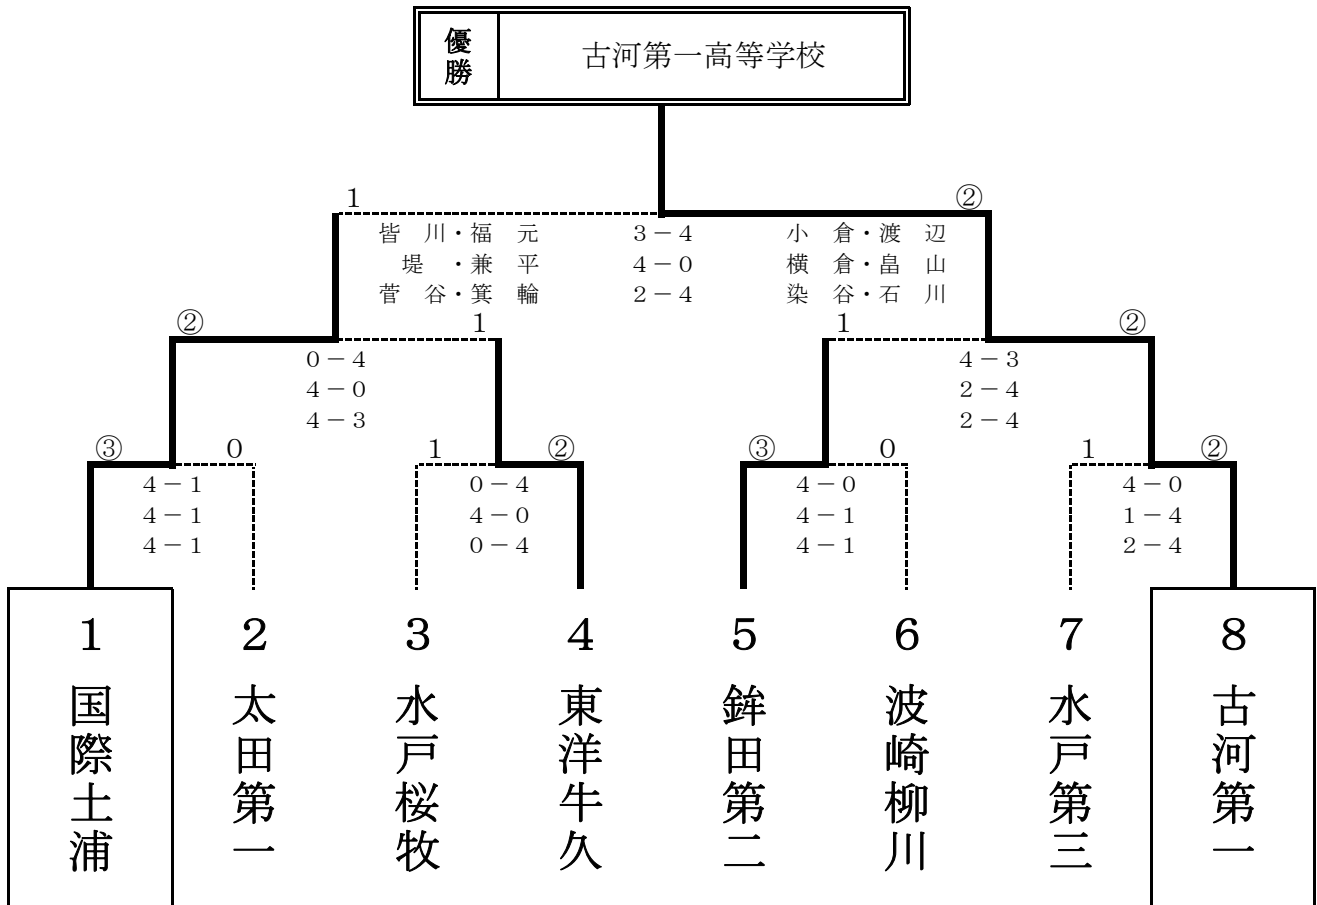 優勝
古河第一高等学校
1 ②
皆川・福元 3-4 小倉・渡辺
堤・兼平 4-0 横倉・畠山
菅谷・箕輪 2-4 染谷・石川
② 1 1 ②
0-4 4-3
4-0 2-4
4-3 2-4
③ 0 1 ② ③ 0 1 ②
4-1 0-4 4-0 4-0
4-1 4-0 4-1 1-4
4-1 0-4 4-1 2-4
1 2 3 4 5 6 7 8
国際土浦
太田第一
水戸桜牧
東洋牛久
鉾田第二
波崎柳川
水戸第三
古河第一